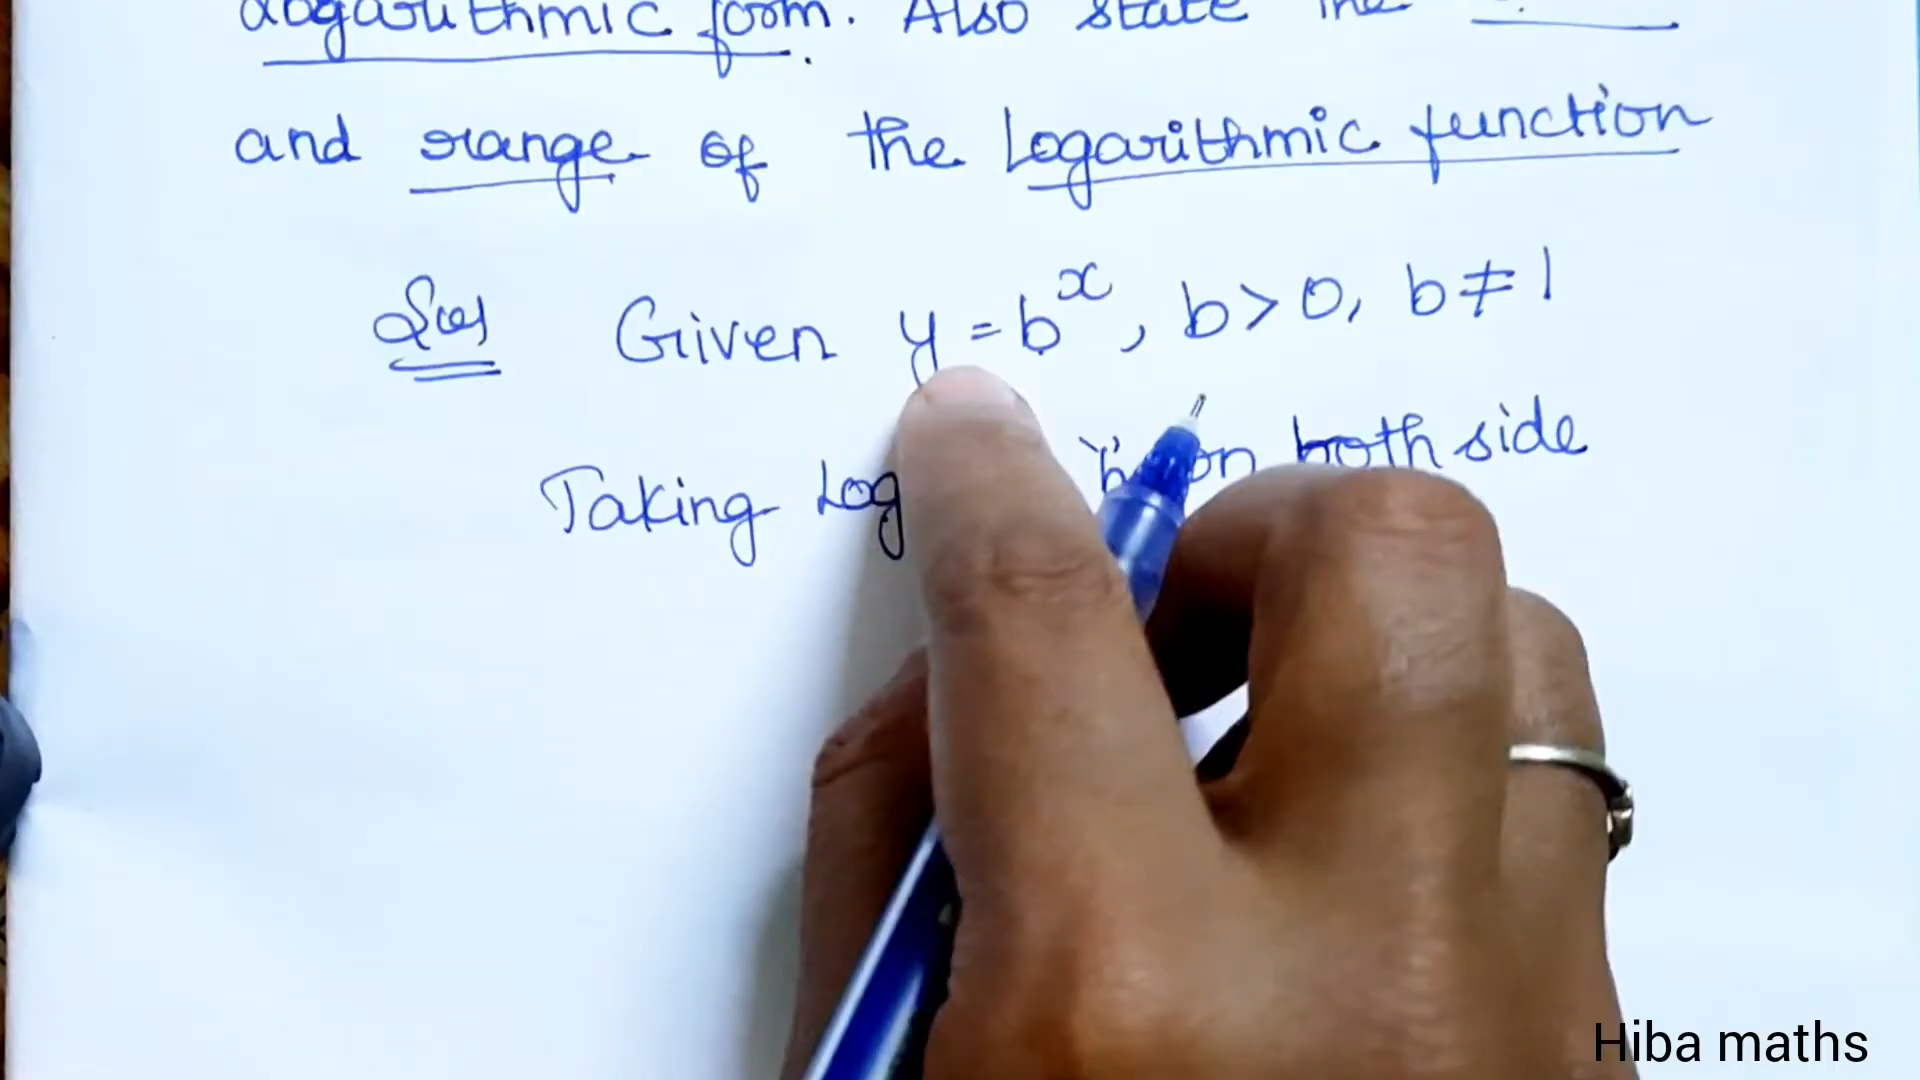 Logarithmic form. Also state the
and range of the Logarithmic function
Sol Given y = b^x, b > 0, b ≠ 1
Taking Log 'b' on both side
Hiba maths